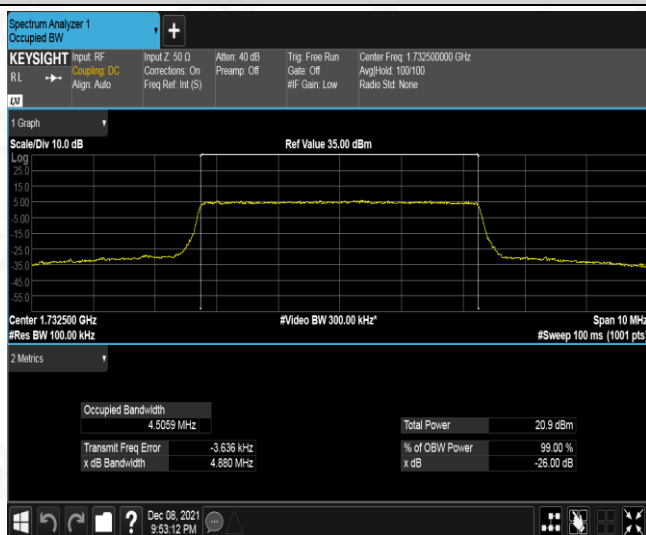 Spectrum Analyzer 1
Occupied BW
KEYSIGHT
RL
LXI
Input: RF
Coupling: DC
Align: Auto
Input Z: 50 Ω
Corrections: On
Freq Ref: Int (S)
Atten: 40 dB
Preamp: Off
Trig: Free Run
Gate: Off
#IF Gain: Low
Center Freq: 1.732500000 GHz
Avg|Hold: 100/100
Radio Std: None
1 Graph
Scale/Div 10.0 dB
Ref Value 35.00 dBm
Log
25.0
15.0
5.00
-5.00
-15.0
-25.0
-35.0
-45.0
-55.0
Center 1.732500 GHz
#Video BW 300.00 kHz*
Span 10 MHz
#Res BW 100.00 kHz
#Sweep 100 ms (1001 pts)
2 Metrics
Occupied Bandwidth
4.5059 MHz
Total Power 20.9 dBm
Transmit Freq Error -3.636 kHz
% of OBW Power 99.00 %
x dB Bandwidth 4.880 MHz
x dB -26.00 dB
?
Dec 08, 2021
9:53:12 PM